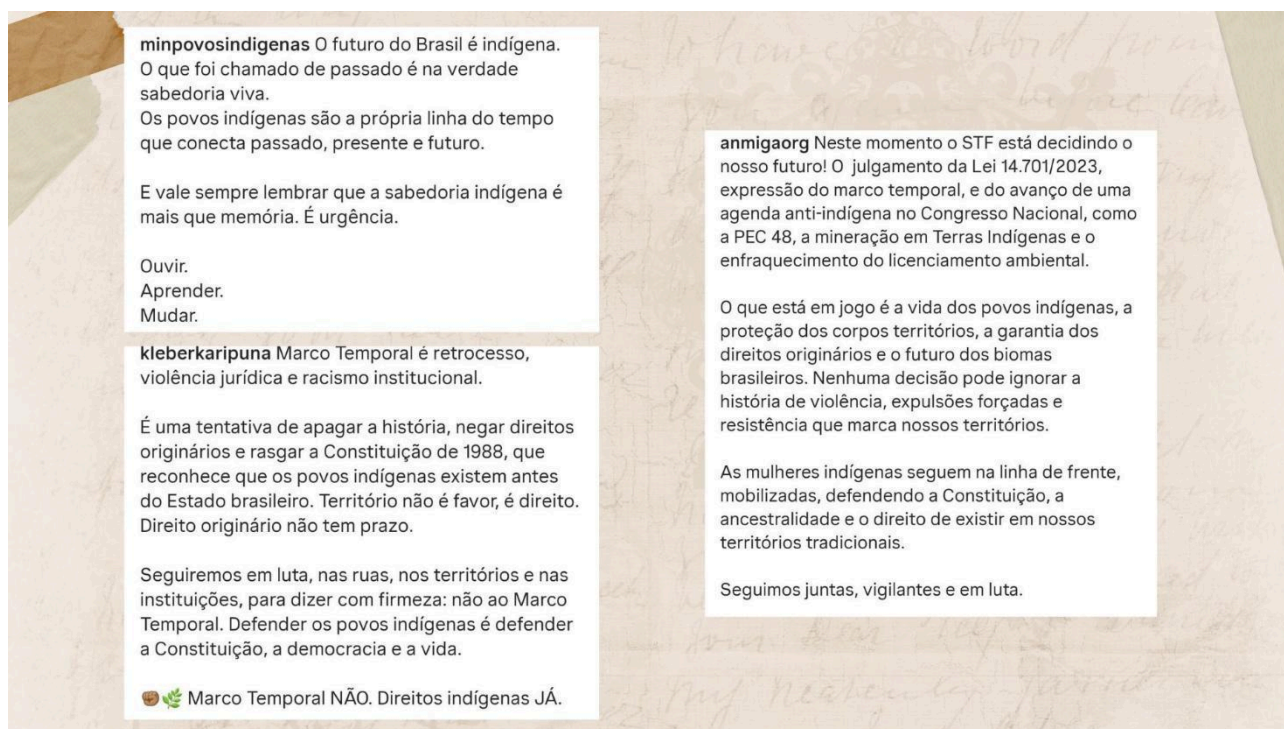 minpovosindigenas O futuro do Brasil é indígena.
O que foi chamado de passado é na verdade
sabedoria viva.
Os povos indígenas são a própria linha do tempo
que conecta passado, presente e futuro.
E vale sempre lembrar que a sabedoria indígena é
mais que memória. É urgência.
Ouvir.
Aprender.
Mudar.
kleberkaripuna Marco Temporal é retrocesso,
violência jurídica e racismo institucional.
É uma tentativa de apagar a história, negar direitos
originários e rasgar a Constituição de 1988, que
reconhece que os povos indígenas existem antes
do Estado brasileiro. Território não é favor, é direito.
Direito originário não tem prazo.
Seguiremos em luta, nas ruas, nos territórios e nas
instituições, para dizer com firmeza: não ao Marco
Temporal. Defender os povos indígenas é defender
a Constituição, a democracia e a vida.
✊🏾🌿 Marco Temporal NÃO. Direitos indígenas JÁ.
anmigaorg Neste momento o STF está decidindo o
nosso futuro! O julgamento da Lei 14.701/2023,
expressão do marco temporal, e do avanço de uma
agenda anti-indígena no Congresso Nacional, como
a PEC 48, a mineração em Terras Indígenas e o
enfraquecimento do licenciamento ambiental.
O que está em jogo é a vida dos povos indígenas, a
proteção dos corpos territórios, a garantia dos
direitos originários e o futuro dos biomas
brasileiros. Nenhuma decisão pode ignorar a
história de violência, expulsões forçadas e
resistência que marca nossos territórios.
As mulheres indígenas seguem na linha de frente,
mobilizadas, defendendo a Constituição, a
ancestralidade e o direito de existir em nossos
territórios tradicionais.
Seguimos juntas, vigilantes e em luta.